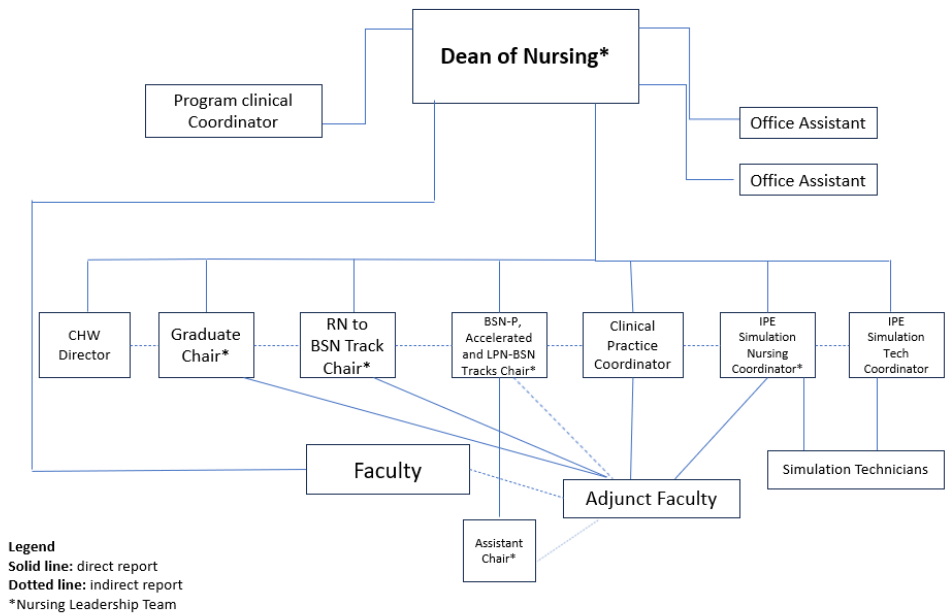 Dean of Nursing*
Program clinical
Coordinator
Office Assistant
Office Assistant
CHW
Director
Graduate
Chair*
RN to
BSN Track
Chair*
BSN-P,
Accelerated
and LPN-BSN
Tracks Chair*
Clinical
Practice
Coordinator
IPE
Simulation
Nursing
Coordinator*
IPE
Simulation
Tech
Coordinator
Faculty
Adjunct Faculty
Simulation Technicians
Assistant
Chair*
Legend
Solid line: direct report
Dotted line: indirect report
*Nursing Leadership Team